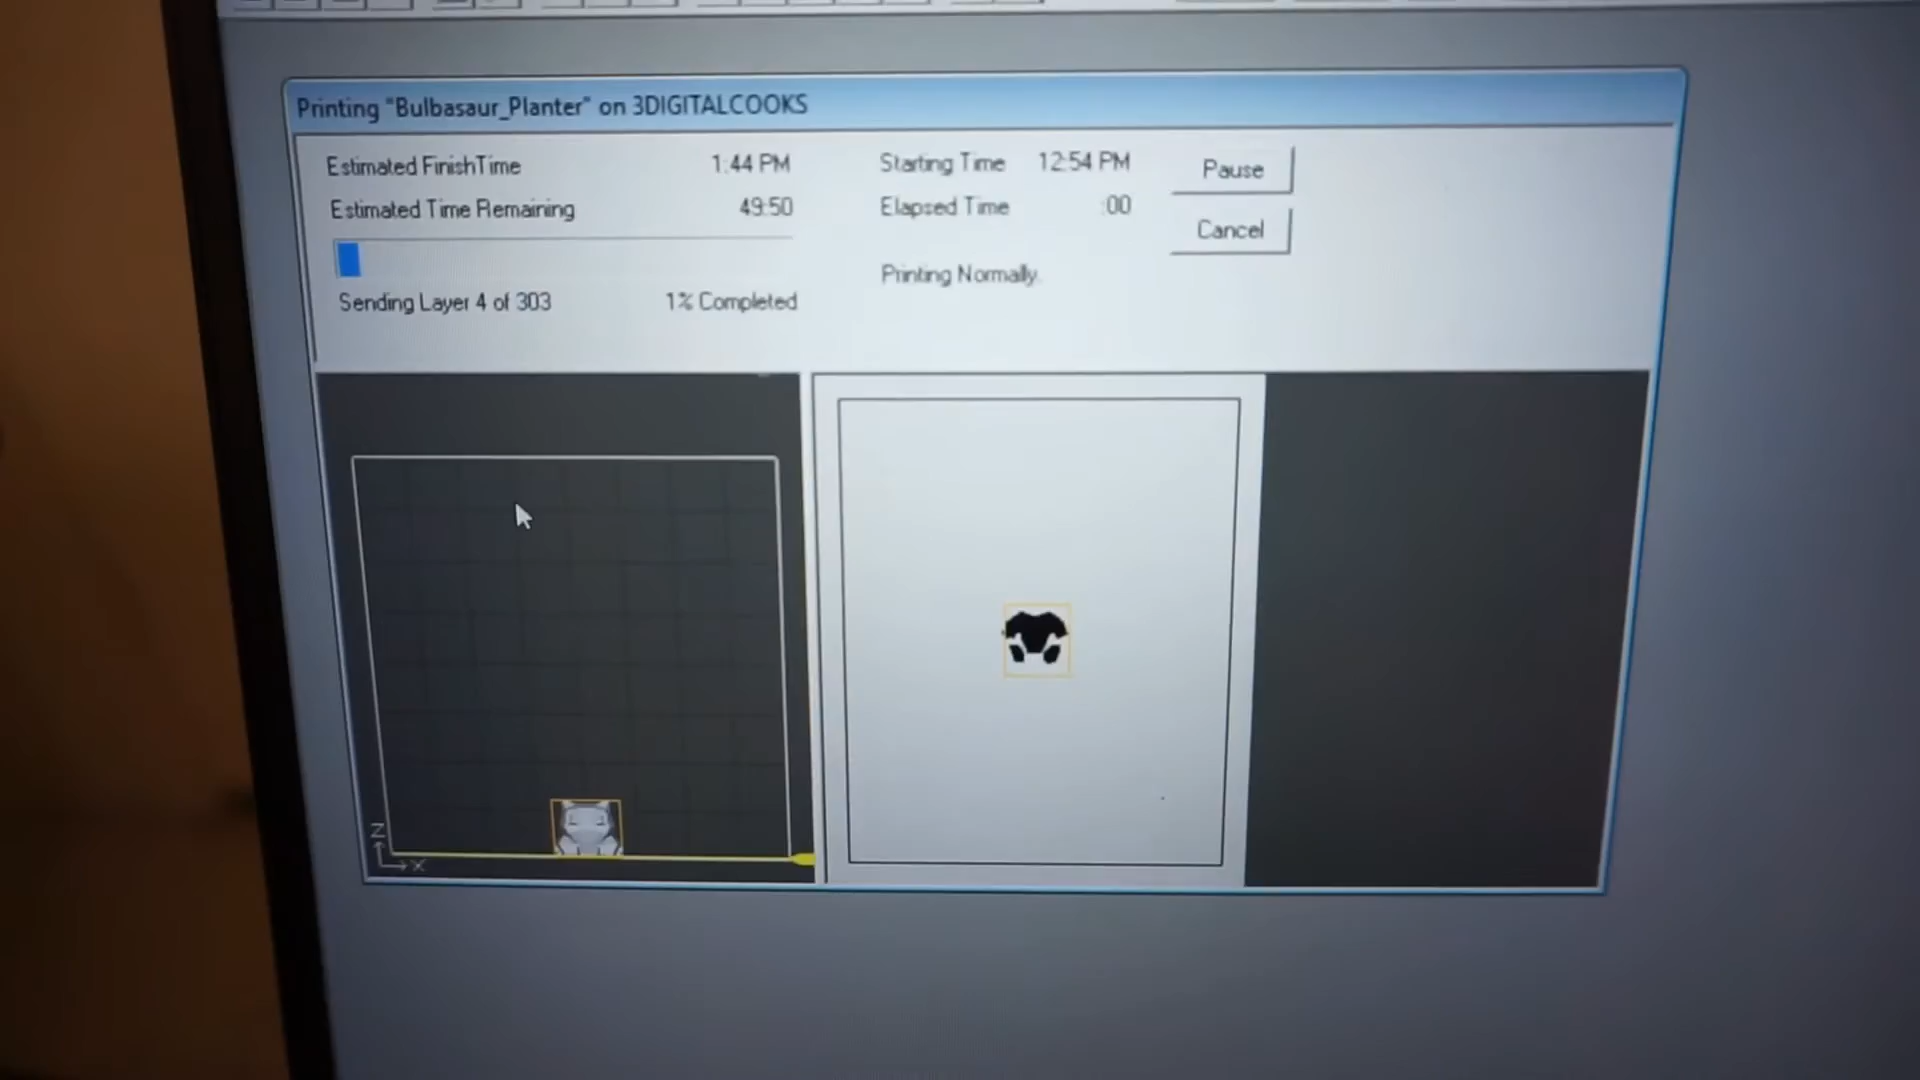 Printing "Bulbasaur_Planter" on 3DIGITALCOOKS
Estimated FinishTime 1:44 PM
Starting Time 12:54 PM
Pause
Estimated Time Remaining 49:50
Elapsed Time :00
Cancel
Printing Normally.
Sending Layer 4 of 303 1% Completed
Z
X